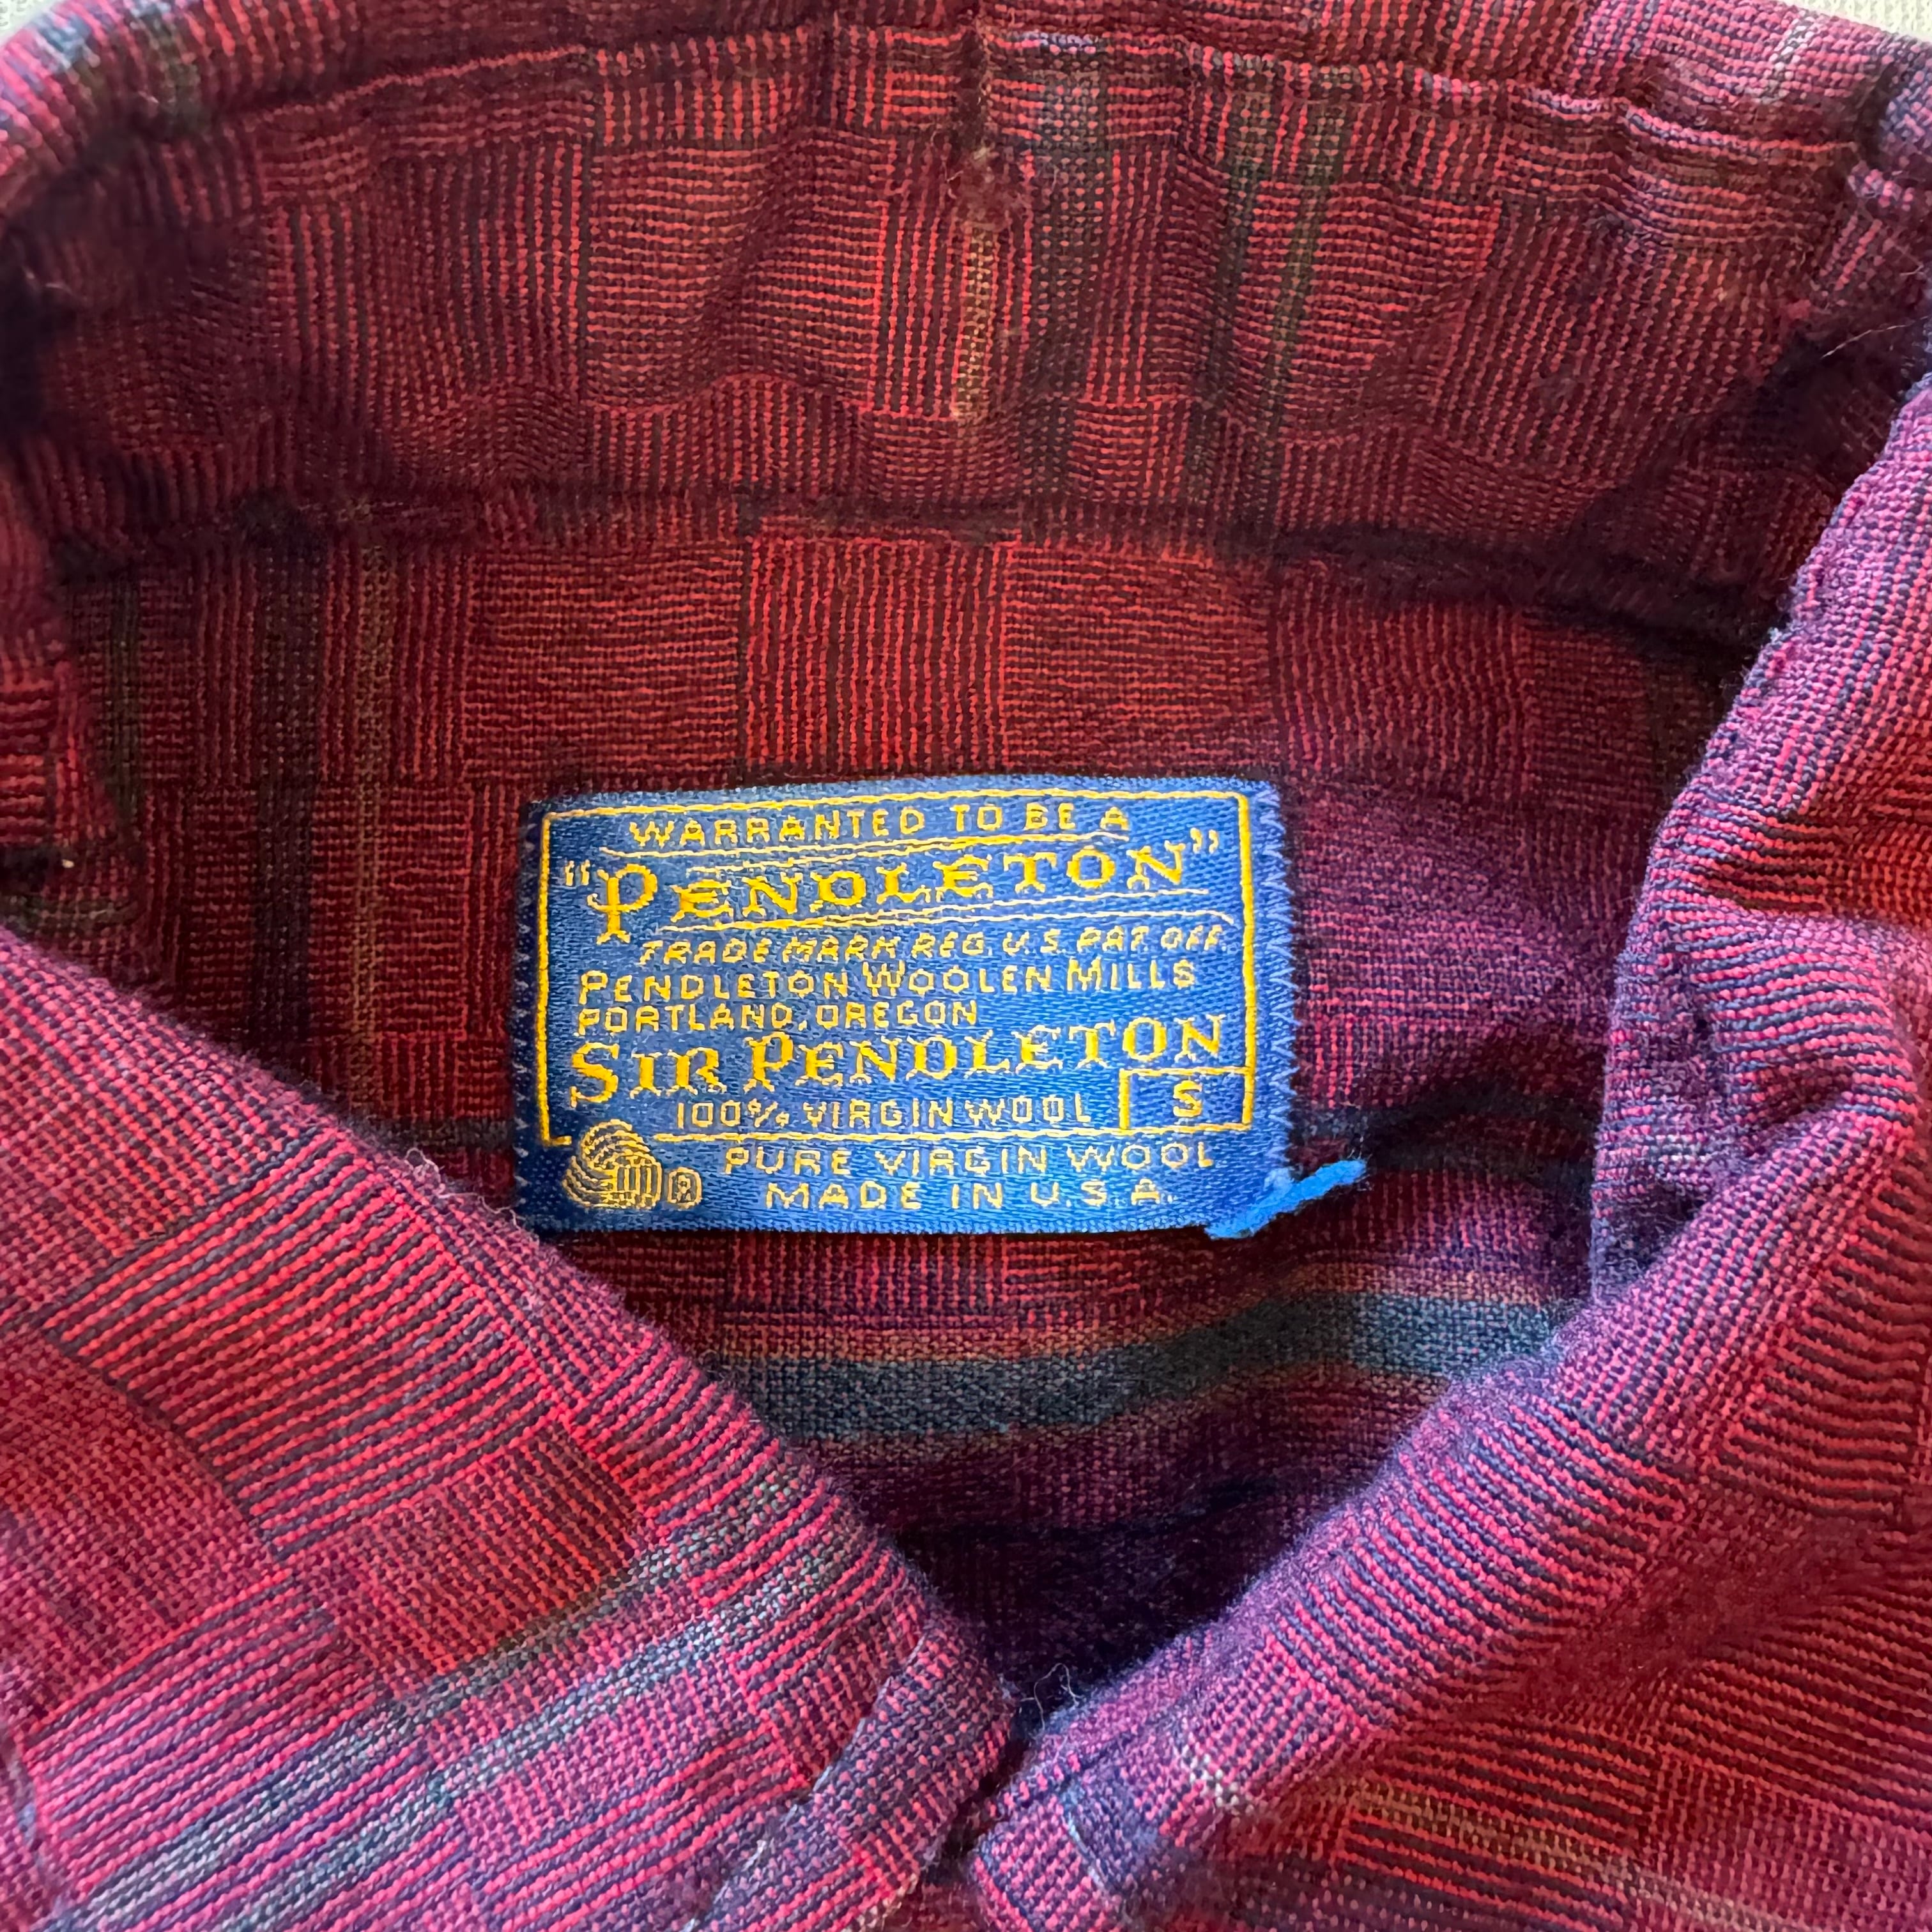 WARRANTED TO BE A
"PENDLETON"
TRADE MARK REG. U.S. PAT. OFF.
PENDLETON WOOLEN MILLS
PORTLAND, OREGON
SIR PENDLETON
100% VIRGIN WOOL S
PURE VIRGIN WOOL
® MADE IN U.S.A.